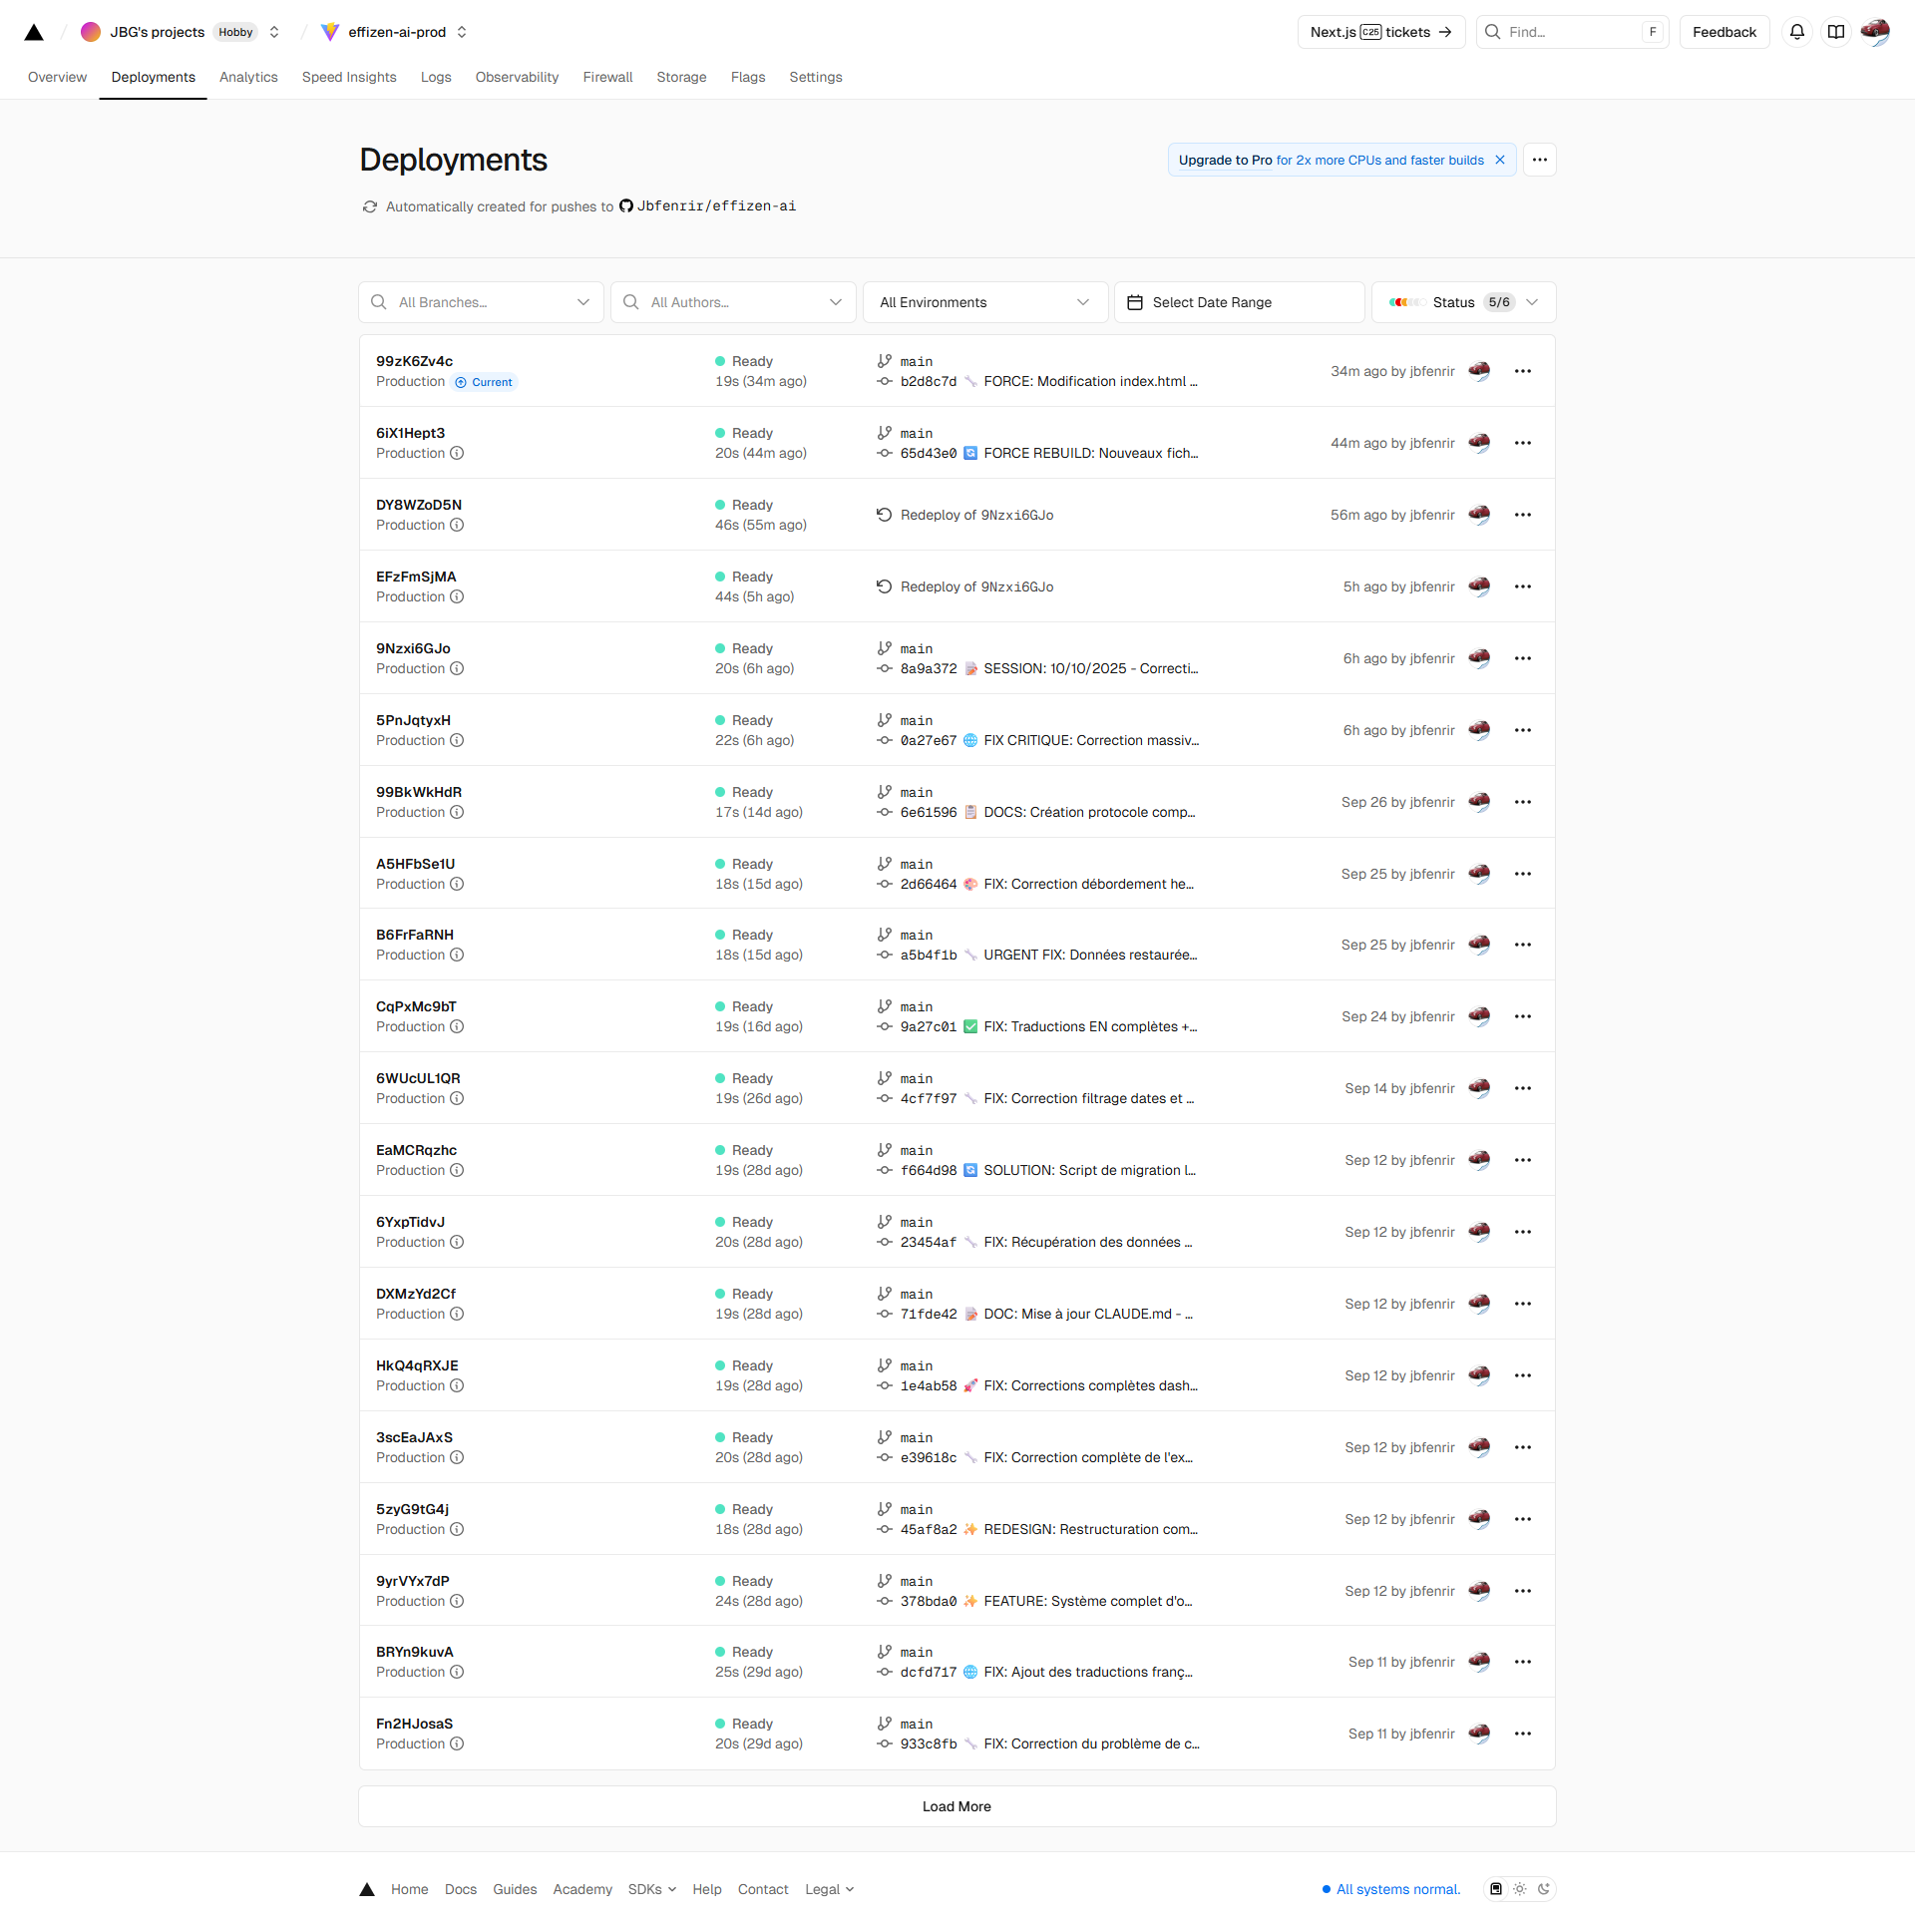 JBG's projects Hobby effizen-ai-prod Next.js C25 tickets Find... F Feedback
Overview Deployments Analytics Speed Insights Logs Observability Firewall Storage Flags Settings
Deployments
Upgrade to Pro for 2x more CPUs and faster builds
Automatically created for pushes to Jbfenrir/effizen-ai
All Branches... All Authors... All Environments Select Date Range Status 5/6
99zK6Zv4c Ready main
Production Current 19s (34m ago) b2d8c7d FORCE: Modification index.html ... 34m ago by jbfenrir
6iX1Hept3 Ready main
Production 20s (44m ago) 65d43e0 FORCE REBUILD: Nouveaux fich... 44m ago by jbfenrir
DY8WZoD5N Ready
Production 46s (55m ago) Redeploy of 9Nzxi6GJo 56m ago by jbfenrir
EFzFmSjMA Ready
Production 44s (5h ago) Redeploy of 9Nzxi6GJo 5h ago by jbfenrir
9Nzxi6GJo Ready main
Production 20s (6h ago) 8a9a372 SESSION: 10/10/2025 - Correcti... 6h ago by jbfenrir
5PnJqtyxH Ready main
Production 22s (6h ago) 0a27e67 FIX CRITIQUE: Correction massiv... 6h ago by jbfenrir
99BkWkHdR Ready main
Production 17s (14d ago) 6e61596 DOCS: Création protocole comp... Sep 26 by jbfenrir
A5HFbSe1U Ready main
Production 18s (15d ago) 2d66464 FIX: Correction débordement he... Sep 25 by jbfenrir
B6FrFaRNH Ready main
Production 18s (15d ago) a5b4f1b URGENT FIX: Données restaurée... Sep 25 by jbfenrir
CqPxMc9bT Ready main
Production 19s (16d ago) 9a27c01 FIX: Traductions EN complètes +... Sep 24 by jbfenrir
6WUcUL1QR Ready main
Production 19s (26d ago) 4cf7f97 FIX: Correction filtrage dates et ... Sep 14 by jbfenrir
EaMCRqzhc Ready main
Production 19s (28d ago) f664d98 SOLUTION: Script de migration l... Sep 12 by jbfenrir
6YxpTidvJ Ready main
Production 20s (28d ago) 23454af FIX: Récupération des données ... Sep 12 by jbfenrir
DXMzYd2Cf Ready main
Production 19s (28d ago) 71fde42 DOC: Mise à jour CLAUDE.md - ... Sep 12 by jbfenrir
HkQ4qRXJE Ready main
Production 19s (28d ago) 1e4ab58 FIX: Corrections complètes dash... Sep 12 by jbfenrir
3scEaJAxS Ready main
Production 20s (28d ago) e39618c FIX: Correction complète de l'ex... Sep 12 by jbfenrir
5zyG9tG4j Ready main
Production 18s (28d ago) 45af8a2 REDESIGN: Restructuration com... Sep 12 by jbfenrir
9yrVYx7dP Ready main
Production 24s (28d ago) 378bda0 FEATURE: Système complet d'o... Sep 12 by jbfenrir
BRYn9kuvA Ready main
Production 25s (29d ago) dcfd717 FIX: Ajout des traductions franç... Sep 11 by jbfenrir
Fn2HJosaS Ready main
Production 20s (29d ago) 933c8fb FIX: Correction du problème de c... Sep 11 by jbfenrir
Load More
Home Docs Guides Academy SDKs Help Contact Legal All systems normal.